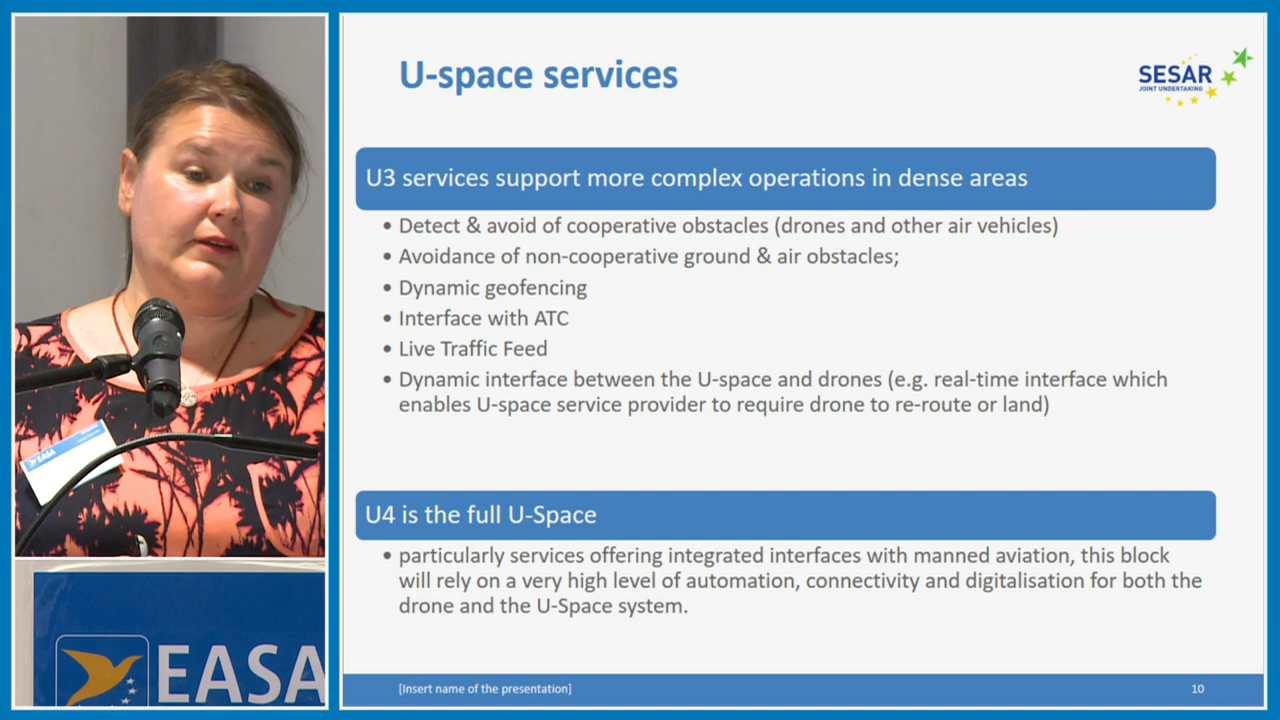 U-space services
SESAR
JOINT UNDERTAKING
U3 services support more complex operations in dense areas
• Detect & avoid of cooperative obstacles (drones and other air vehicles)
• Avoidance of non-cooperative ground & air obstacles;
• Dynamic geofencing
• Interface with ATC
• Live Traffic Feed
• Dynamic interface between the U-space and drones (e.g. real-time interface which
enables U-space service provider to require drone to re-route or land)
U4 is the full U-Space
• particularly services offering integrated interfaces with manned aviation, this block
will rely on a very high level of automation, connectivity and digitalisation for both the
drone and the U-Space system.
[Insert name of the presentation]
10
EASA
EASA